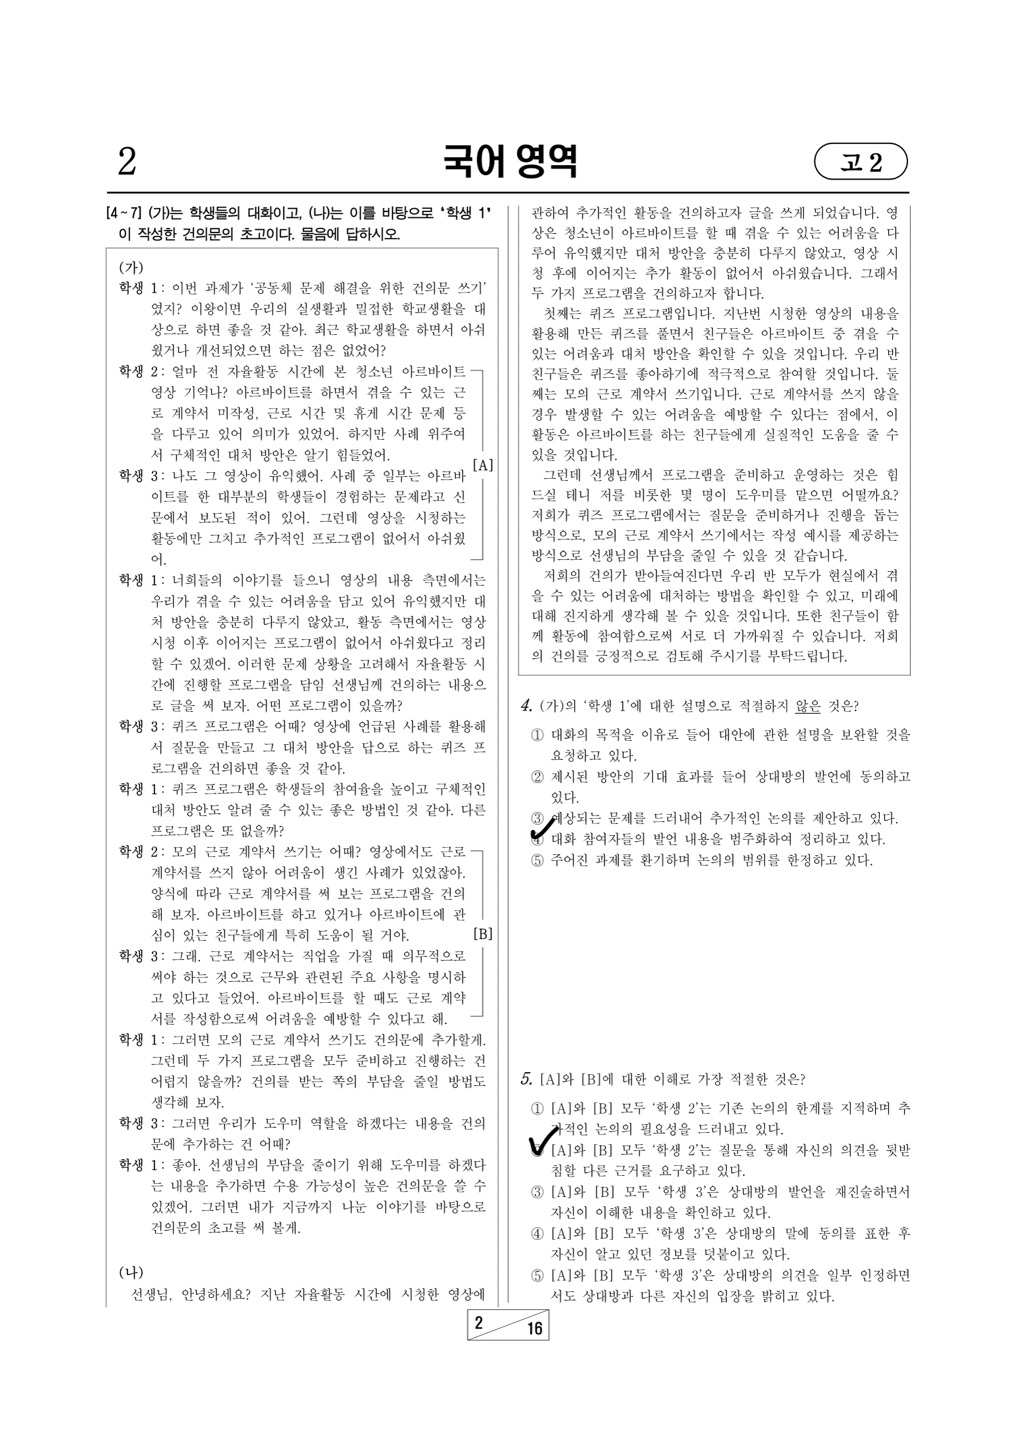 2
국어 영역
고 2
[4~7] (가)는 학생들의 대화이고, (나)는 이를 바탕으로 '학생 1'
이 작성한 건의문의 초고이다. 물음에 답하시오.
(가)
학생 1 : 이번 과제가 '공동체 문제 해결을 위한 건의문 쓰기'
였지? 이왕이면 우리의 실생활과 밀접한 학교생활을 대
상으로 하면 좋을 것 같아. 최근 학교생활을 하면서 아쉬
웠거나 개선되었으면 하는 점은 없었어?
학생 2 : 얼마 전 자율활동 시간에 본 청소년 아르바이트
영상 기억나? 아르바이트를 하면서 겪을 수 있는 근
로 계약서 미작성, 근로 시간 및 휴게 시간 문제 등
을 다루고 있어 의미가 있었어. 하지만 사례 위주여
서 구체적인 대처 방안은 알기 힘들었어.
[A]
학생 3 : 나도 그 영상이 유익했어. 사례 중 일부는 아르바
이트를 한 대부분의 학생들이 경험하는 문제라고 신
문에서 보도된 적이 있어. 그런데 영상을 시청하는
활동에만 그치고 추가적인 프로그램이 없어서 아쉬웠
어.
학생 1 : 너희들의 이야기를 들으니 영상의 내용 측면에서는
우리가 겪을 수 있는 어려움을 담고 있어 유익했지만 대
처 방안을 충분히 다루지 않았고, 활동 측면에서는 영상
시청 이후 이어지는 프로그램이 없어서 아쉬웠다고 정리
할 수 있겠어. 이러한 문제 상황을 고려해서 자율활동 시
간에 진행할 프로그램을 담임 선생님께 건의하는 내용으
로 글을 써 보자. 어떤 프로그램이 있을까?
학생 3 : 퀴즈 프로그램은 어때? 영상에 언급된 사례를 활용해
서 질문을 만들고 그 대처 방안을 답으로 하는 퀴즈 프
로그램을 건의하면 좋을 것 같아.
학생 1 : 퀴즈 프로그램은 학생들의 참여율을 높이고 구체적인
대처 방안도 알려 줄 수 있는 좋은 방법인 것 같아. 다른
프로그램은 또 없을까?
학생 2 : 모의 근로 계약서 쓰기는 어때? 영상에서도 근로
계약서를 쓰지 않아 어려움이 생긴 사례가 있었잖아.
양식에 따라 근로 계약서를 써 보는 프로그램을 건의
해 보자. 아르바이트를 하고 있거나 아르바이트에 관
심이 있는 친구들에게 특히 도움이 될 거야.
[B]
학생 3 : 그래. 근로 계약서는 직업을 가질 때 의무적으로
써야 하는 것으로 근무와 관련된 주요 사항을 명시하
고 있다고 들었어. 아르바이트를 할 때도 근로 계약
서를 작성함으로써 어려움을 예방할 수 있다고 해.
학생 1 : 그러면 모의 근로 계약서 쓰기도 건의문에 추가할게.
그런데 두 가지 프로그램을 모두 준비하고 진행하는 건
어렵지 않을까? 건의를 받는 쪽의 부담을 줄일 방법도
생각해 보자.
학생 3 : 그러면 우리가 도우미 역할을 하겠다는 내용을 건의
문에 추가하는 건 어때?
학생 1 : 좋아. 선생님의 부담을 줄이기 위해 도우미를 하겠다
는 내용을 추가하면 수용 가능성이 높은 건의문을 쓸 수
있겠어. 그러면 내가 지금까지 나눈 이야기를 바탕으로
건의문의 초고를 써 볼게.
(나)
선생님, 안녕하세요? 지난 자율활동 시간에 시청한 영상에
관하여 추가적인 활동을 건의하고자 글을 쓰게 되었습니다. 영
상은 청소년이 아르바이트를 할 때 겪을 수 있는 어려움을 다
루어 유익했지만 대처 방안을 충분히 다루지 않았고, 영상 시
청 후에 이어지는 추가 활동이 없어서 아쉬웠습니다. 그래서
두 가지 프로그램을 건의하고자 합니다.
첫째는 퀴즈 프로그램입니다. 지난번 시청한 영상의 내용을
활용해 만든 퀴즈를 풀면서 친구들은 아르바이트 중 겪을 수
있는 어려움과 대처 방안을 확인할 수 있을 것입니다. 우리 반
친구들은 퀴즈를 좋아하기에 적극적으로 참여할 것입니다. 둘
째는 모의 근로 계약서 쓰기입니다. 근로 계약서를 쓰지 않을
경우 발생할 수 있는 어려움을 예방할 수 있다는 점에서, 이
활동은 아르바이트를 하는 친구들에게 실질적인 도움을 줄 수
있을 것입니다.
그런데 선생님께서 프로그램을 준비하고 운영하는 것은 힘
드실 테니 저를 비롯한 몇 명이 도우미를 맡으면 어떨까요?
저희가 퀴즈 프로그램에서는 질문을 준비하거나 진행을 돕는
방식으로, 모의 근로 계약서 쓰기에서는 작성 예시를 제공하는
방식으로 선생님의 부담을 줄일 수 있을 것 같습니다.
저희의 건의가 받아들여진다면 우리 반 모두가 현실에서 겪
을 수 있는 어려움에 대처하는 방법을 확인할 수 있고, 미래에
대해 진지하게 생각해 볼 수 있을 것입니다. 또한 친구들이 함
께 활동에 참여함으로써 서로 더 가까워질 수 있습니다. 저희
의 건의를 긍정적으로 검토해 주시기를 부탁드립니다.
4. (가)의 '학생 1'에 대한 설명으로 적절하지 않은 것은?
① 대화의 목적을 이유로 들어 대안에 관한 설명을 보완할 것을
요청하고 있다.
② 제시된 방안의 기대 효과를 들어 상대방의 발언에 동의하고
있다.
③ 예상되는 문제를 드러내어 추가적인 논의를 제안하고 있다.
④ 대화 참여자들의 발언 내용을 범주화하여 정리하고 있다.
⑤ 주어진 과제를 환기하며 논의의 범위를 한정하고 있다.
5. [A]와 [B]에 대한 이해로 가장 적절한 것은?
① [A]와 [B] 모두 '학생 2'는 기존 논의의 한계를 지적하며 추
가적인 논의의 필요성을 드러내고 있다.
② [A]와 [B] 모두 '학생 2'는 질문을 통해 자신의 의견을 뒷받
침할 다른 근거를 요구하고 있다.
③ [A]와 [B] 모두 '학생 3'은 상대방의 발언을 재진술하면서
자신이 이해한 내용을 확인하고 있다.
④ [A]와 [B] 모두 '학생 3'은 상대방의 말에 동의를 표한 후
자신이 알고 있던 정보를 덧붙이고 있다.
⑤ [A]와 [B] 모두 '학생 3'은 상대방의 의견을 일부 인정하면
서도 상대방과 다른 자신의 입장을 밝히고 있다.
2
16